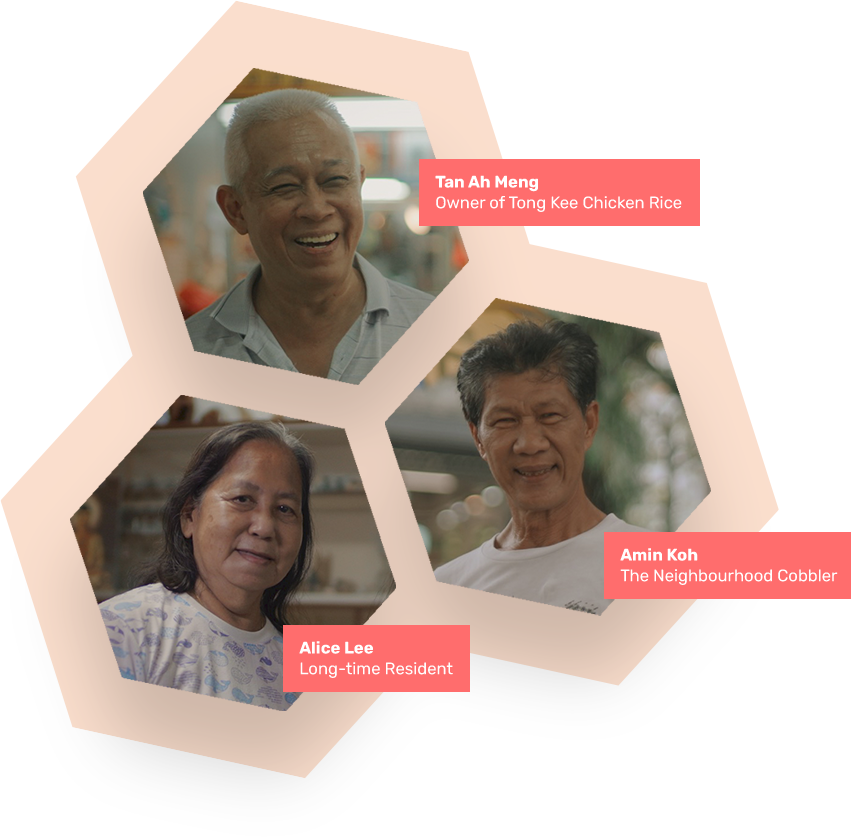 Tan Ah Meng
Owner of Tong Kee Chicken Rice
Amin Koh
The Neighbourhood Cobbler
Alice Lee
Long-time Resident